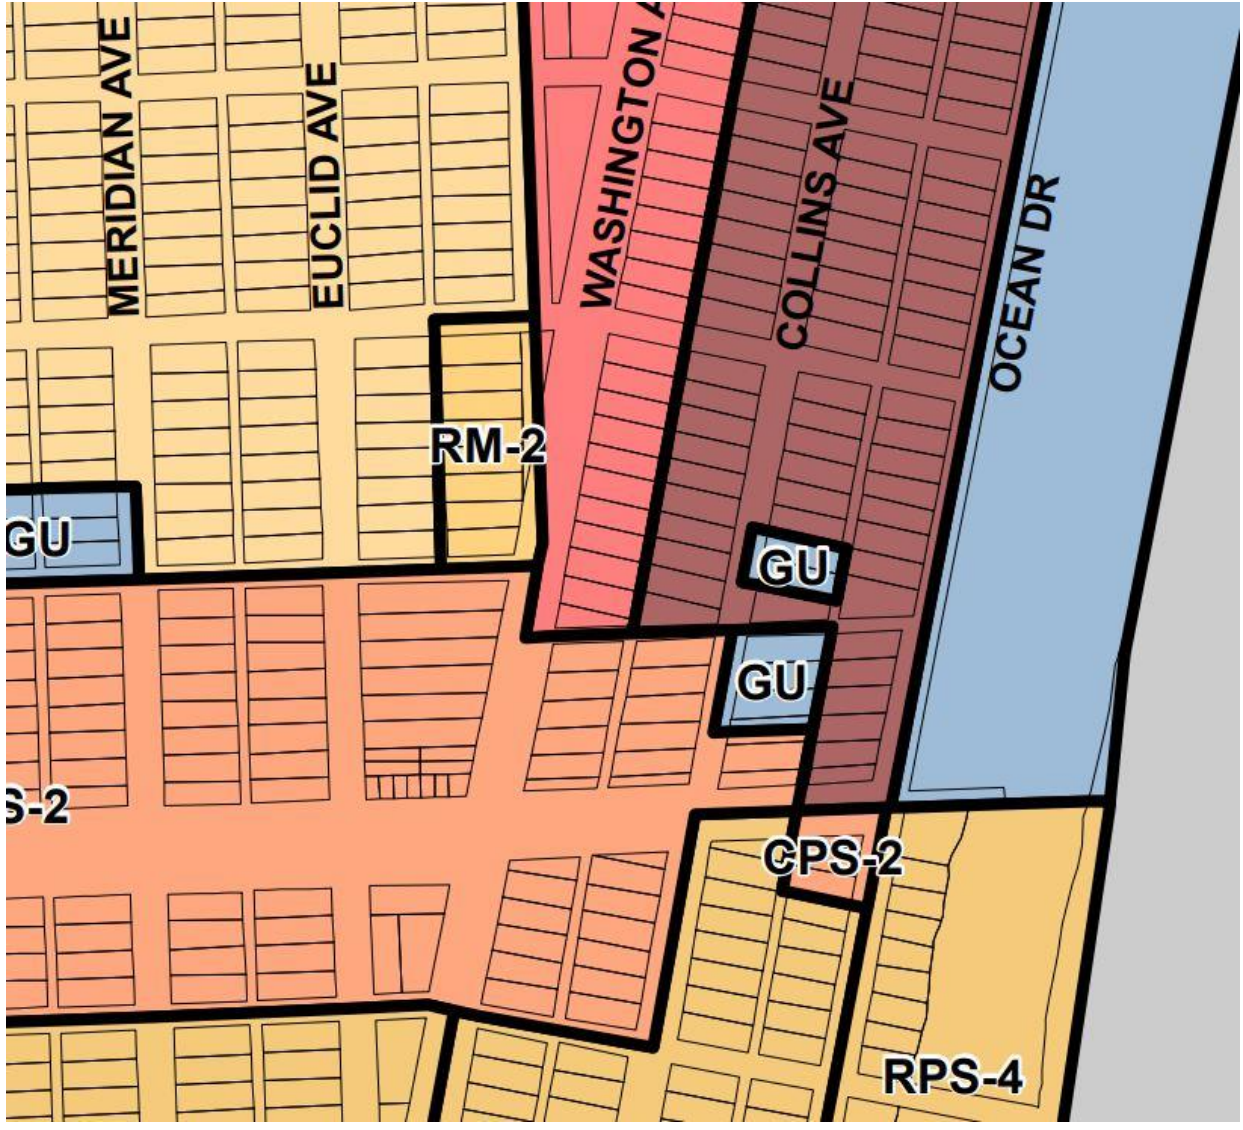 MERIDIAN AVE
EUCLID AVE
WASHINGTON A
COLLINS AVE
OCEAN DR
RM-2
GU
GU
GU
S-2
CPS-2
RPS-4